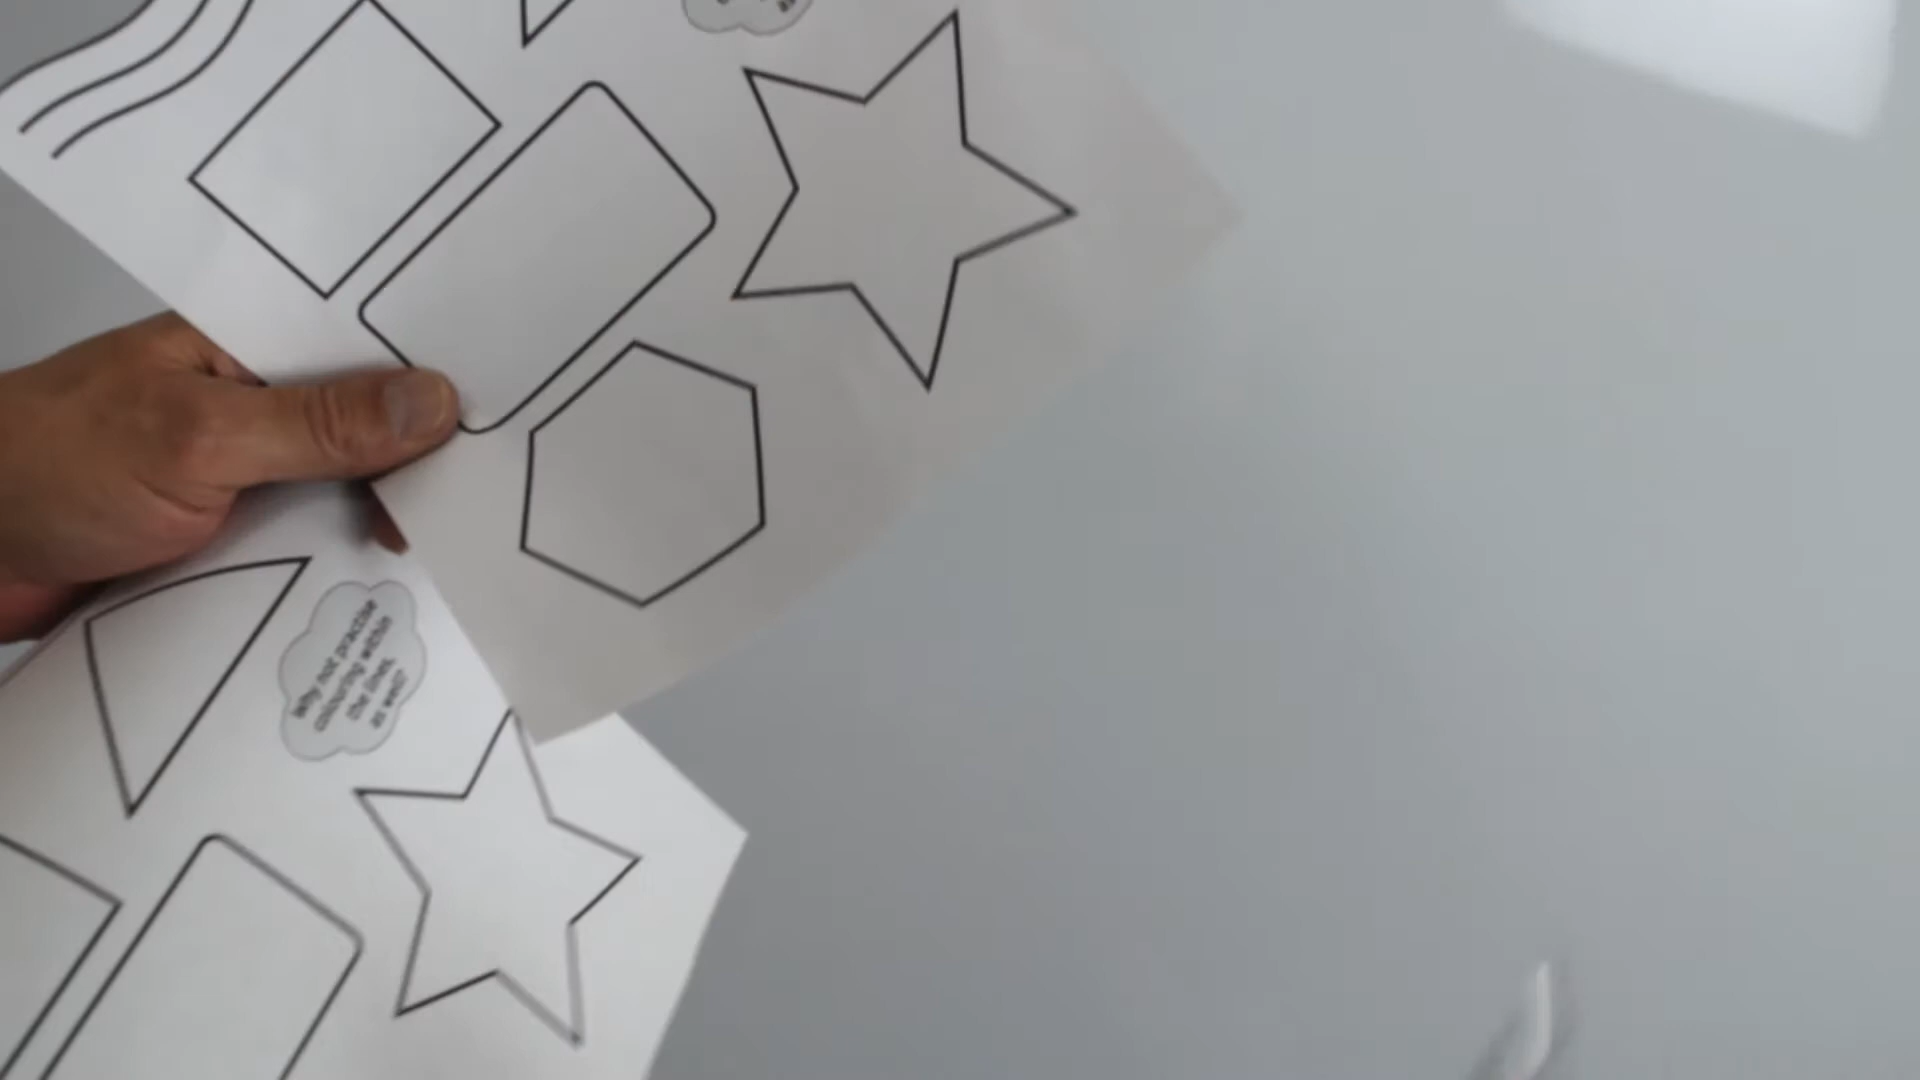 Why not practise
colouring within
the lines,
as well?